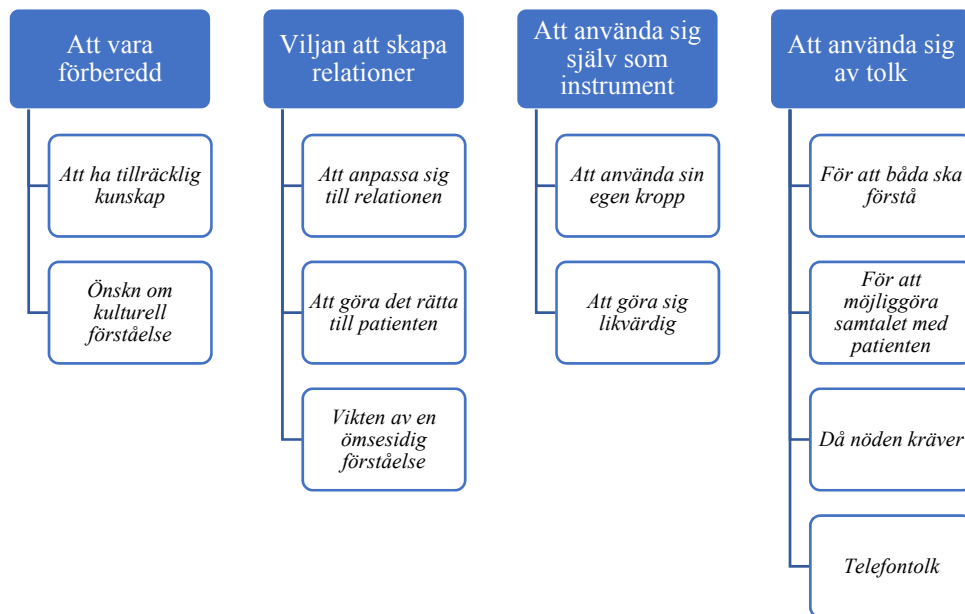 Att vara
förberedd
Att ha tillräcklig
kunskap
Önskn om
kulturell
förståelse
Viljan att skapa
relationer
Att anpassa sig
till relationen
Att göra det rätta
till patienten
Vikten av en
ömsesidig
förståelse
Att använda sig
själv som
instrument
Att använda sin
egen kropp
Att göra sig
likvärdig
Att använda sig
av tolk
För att båda ska
förstå
För att
möjliggöra
samtalet med
patienten
Då nöden kräver
Telefontolk